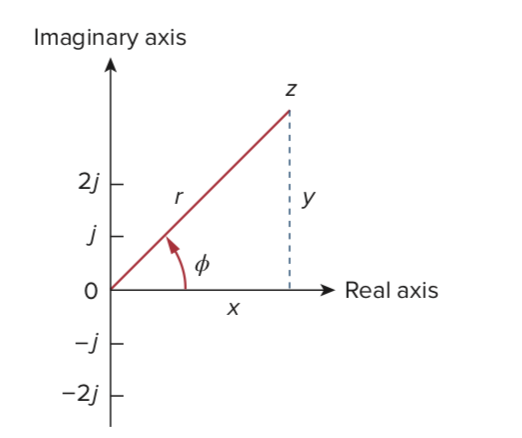 Imaginary axis
z
2j
r
y
j
ϕ
0
Real axis
x
−j
−2j